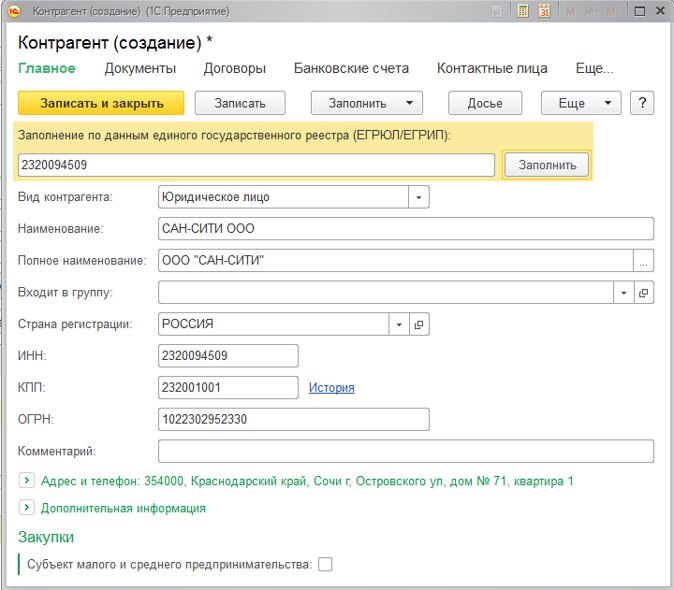 Контрагент (создание) (1С:Предприятие)
M M+ M-
Контрагент (создание) *
Главное Документы Договоры Банковские счета Контактные лица Еще...
Записать и закрыть Записать Заполнить Досье Еще ?
Заполнение по данным единого государственного реестра (ЕГРЮЛ/ЕГРИП):
2320094509 Заполнить
Вид контрагента: Юридическое лицо
Наименование: САН-СИТИ ООО
Полное наименование: ООО "САН-СИТИ" ...
Входит в группу:
Страна регистрации: РОССИЯ
ИНН: 2320094509
КПП: 232001001 История
ОГРН: 1022302952330
Комментарий:
Адрес и телефон: 354000, Краснодарский край, Сочи г, Островского ул, дом № 71, квартира 1
Дополнительная информация
Закупки
Субъект малого и среднего предпринимательства: